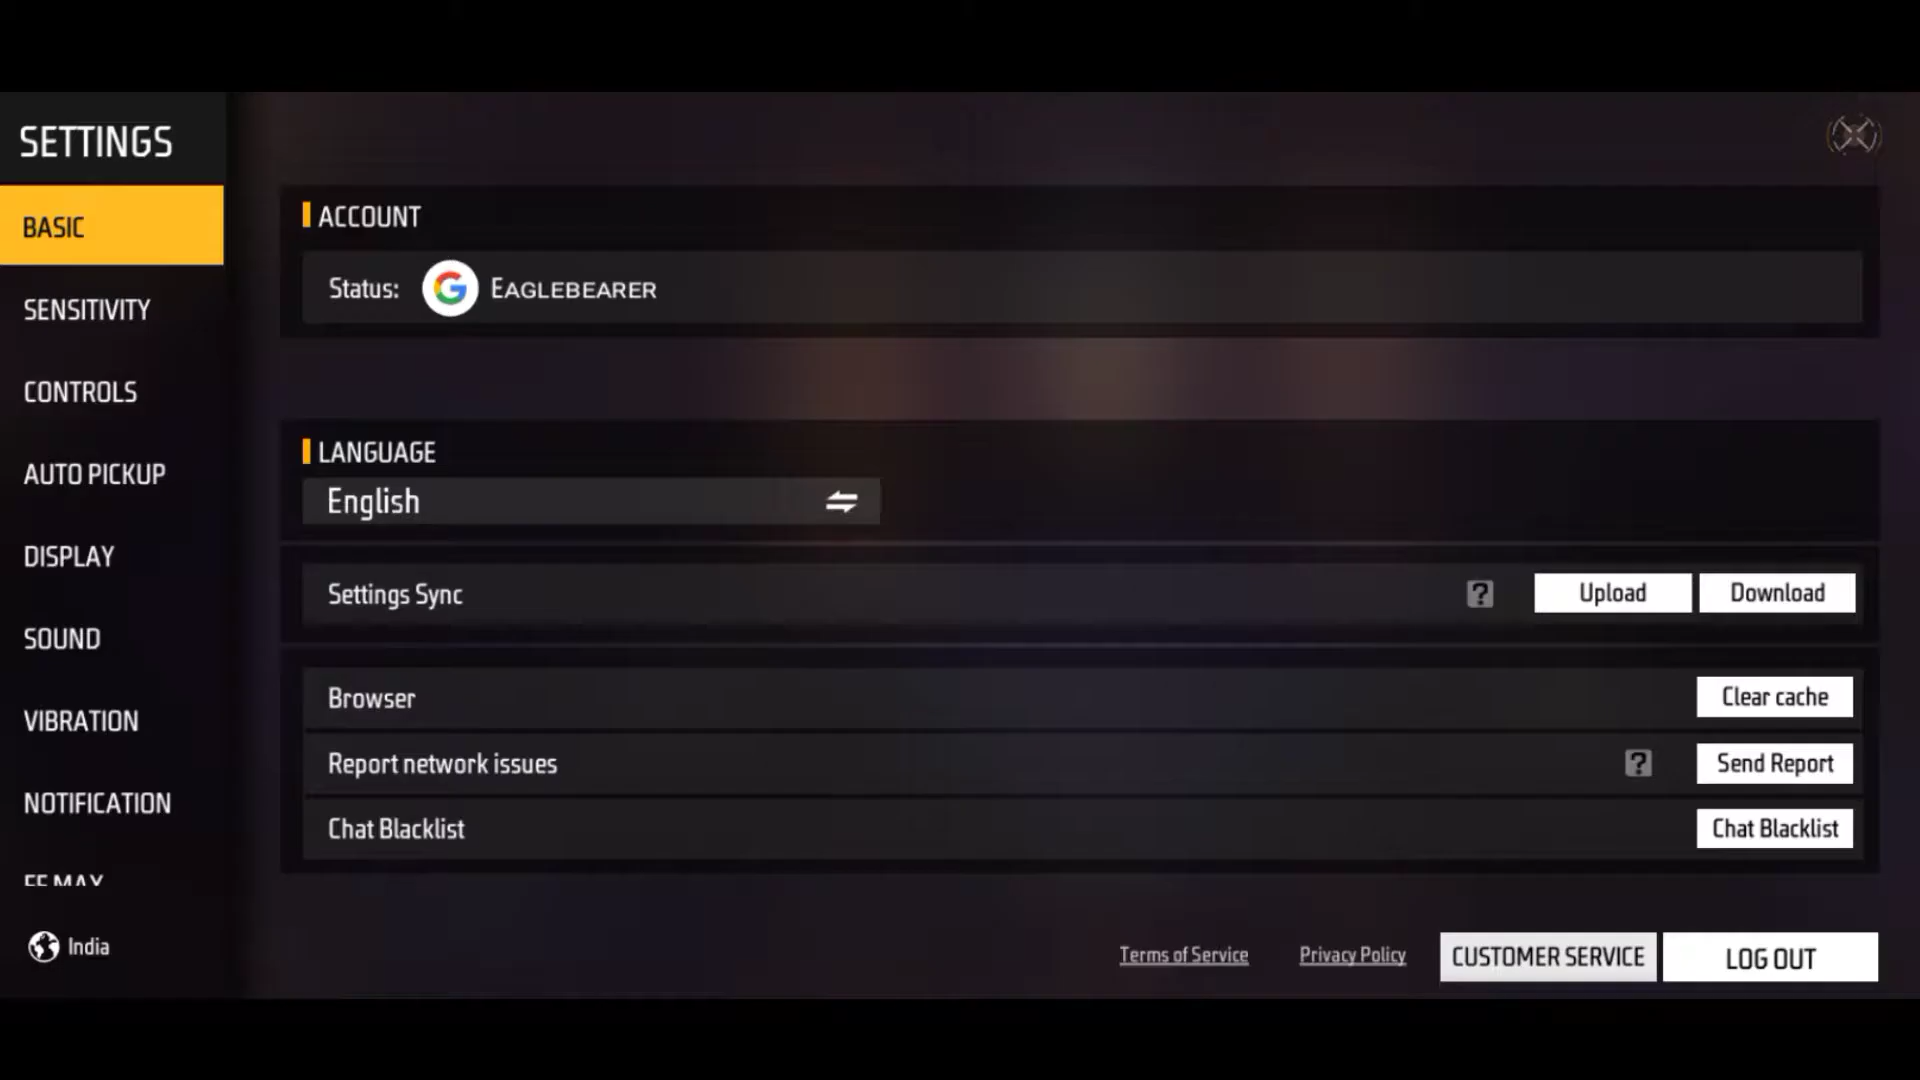 SETTINGS
BASIC
SENSITIVITY
CONTROLS
AUTO PICKUP
DISPLAY
SOUND
VIBRATION
NOTIFICATION
FF MAX
India
ACCOUNT
Status: EAGLEBEARER
LANGUAGE
English
Settings Sync ? Upload Download
Browser Clear cache
Report network issues ? Send Report
Chat Blacklist Chat Blacklist
Terms of Service Privacy Policy CUSTOMER SERVICE LOG OUT